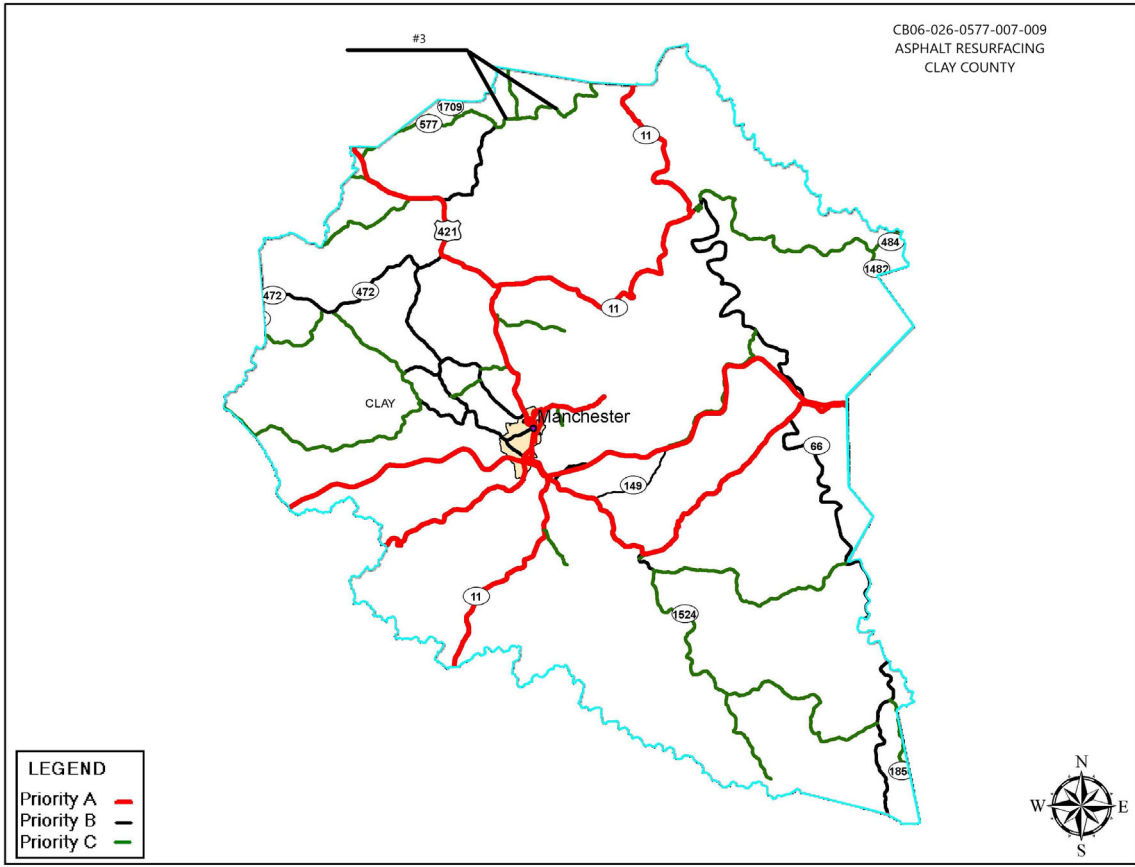 CB06-026-0577-007-009
ASPHALT RESURFACING
CLAY COUNTY
#3
1709
577
11
421
484
1482
472
472
11
CLAY
Manchester
66
149
11
1524
185
LEGEND
Priority A
Priority B
Priority C
N
W
E
S